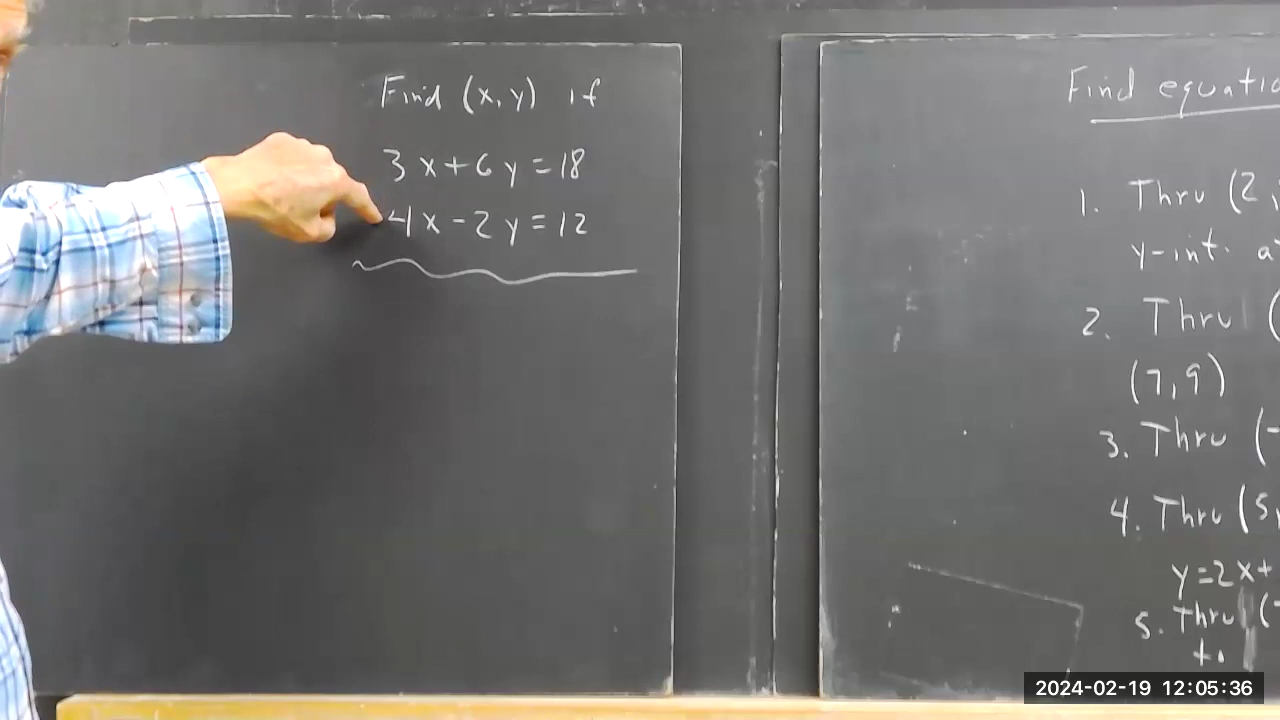 Find (x, y) if
3x + 6y = 18
4x - 2y = 12
Find equatio
1. Thru (2,
y-int. a
2. Thru (
(7, 9)
3. Thru (-
4. Thru (5,
y = 2x +
5. Thru (-
to
2024-02-19 12:05:36